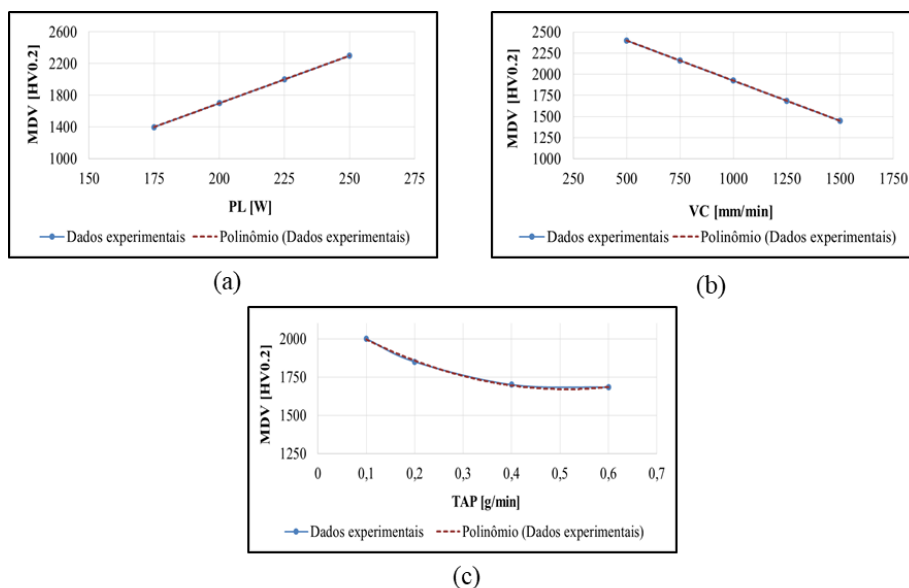 MDV [HV0.2]
2600
2200
1800
1400
1000
150 175 200 225 250 275
PL [W]
Dados experimentais Polinômio (Dados experimentais)
(a)
MDV [HV0.2]
2500
2250
2000
1750
1500
1250
1000
250 500 750 1000 1250 1500 1750
VC [mm/min]
Dados experimentais Polinômio (Dados experimentais)
(b)
MDV [HV0.2]
2000
1750
1500
1250
0 0,1 0,2 0,3 0,4 0,5 0,6 0,7
TAP [g/min]
Dados experimentais Polinômio (Dados experimentais)
(c)